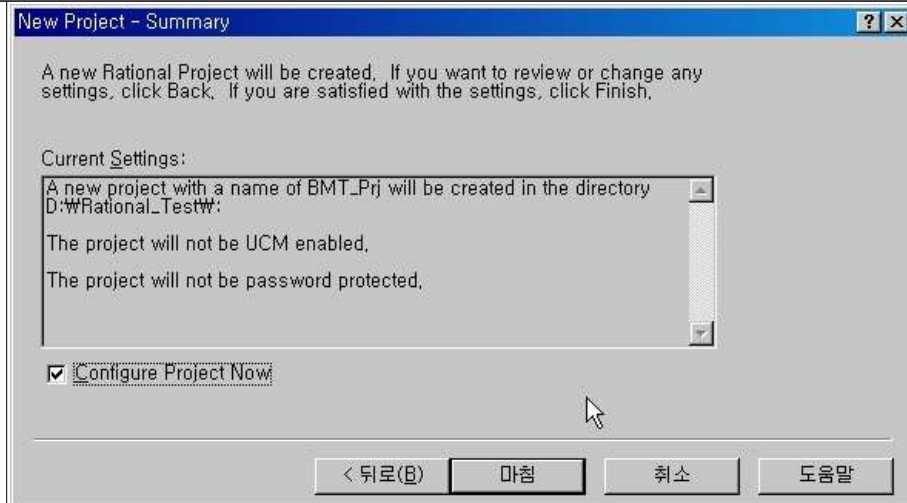 New Project - Summary
A new Rational Project will be created, If you want to review or change any
settings, click Back, If you are satisfied with the settings, click Finish,
Current Settings:
A new project with a name of BMT_Prj will be created in the directory
D:₩Rational_Test₩:
The project will not be UCM enabled,
The project will not be password protected,
Configure Project Now
< 뒤로(B) 마침 취소 도움말